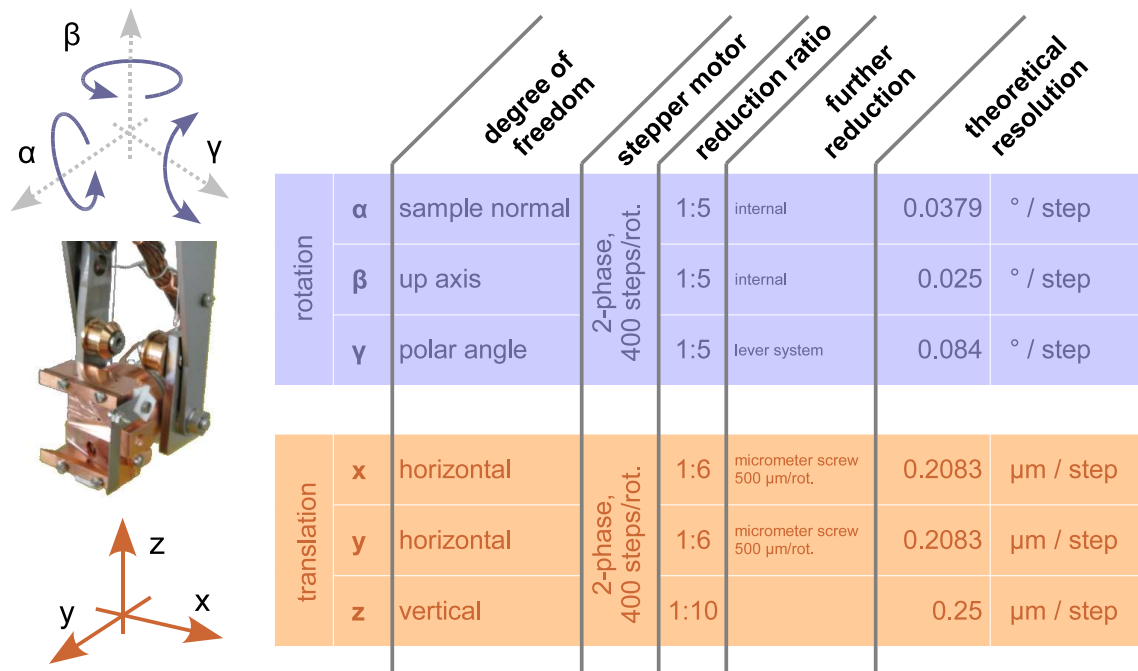 β
α
γ
degree of
freedom
stepper motor
reduction ratio
further
reduction
theoretical
resolution
rotation
2-phase,
400 steps/rot.
α sample normal 1:5 internal 0.0379 ° / step
β up axis 1:5 internal 0.025 ° / step
γ polar angle 1:5 lever system 0.084 ° / step
translation
2-phase,
400 steps/rot.
x horizontal 1:6 micrometer screw
500 µm/rot.
0.2083 µm / step
y horizontal 1:6 micrometer screw
500 µm/rot.
0.2083 µm / step
z vertical 1:10 0.25 µm / step
z
y
x